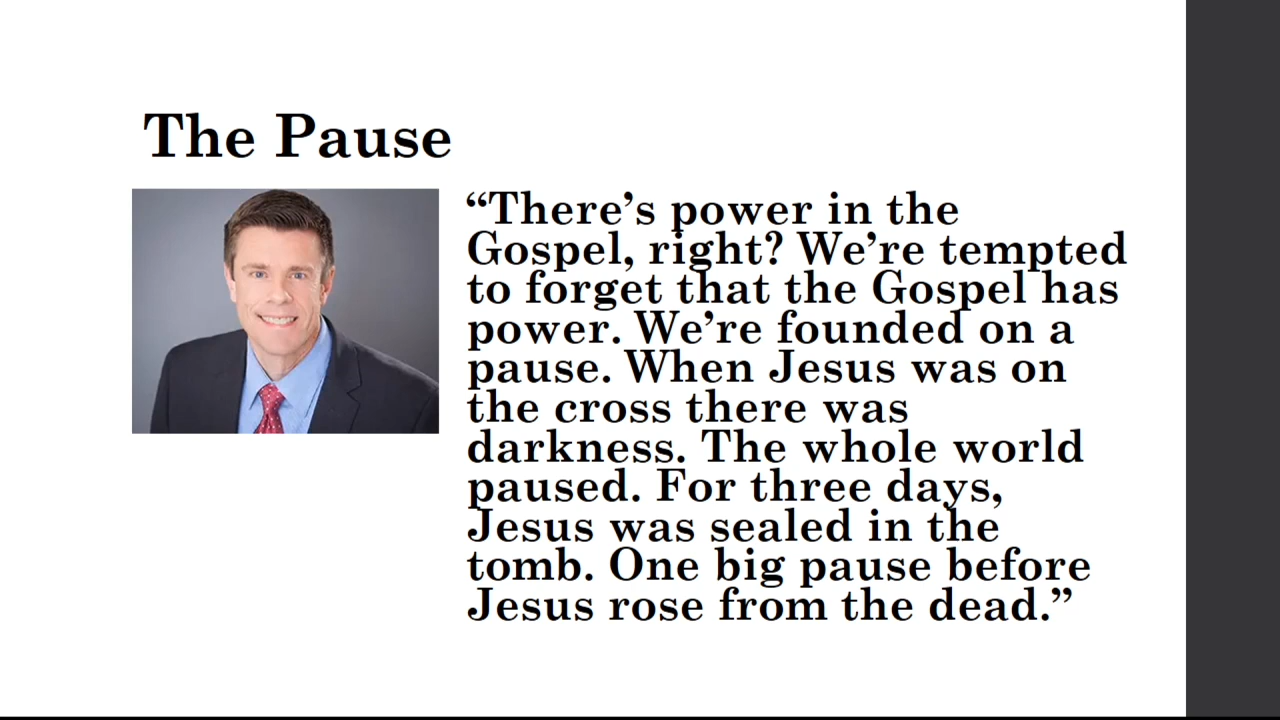 The Pause
“There’s power in the
Gospel, right? We’re tempted
to forget that the Gospel has
power. We’re founded on a
pause. When Jesus was on
the cross there was
darkness. The whole world
paused. For three days,
Jesus was sealed in the
tomb. One big pause before
Jesus rose from the dead.”